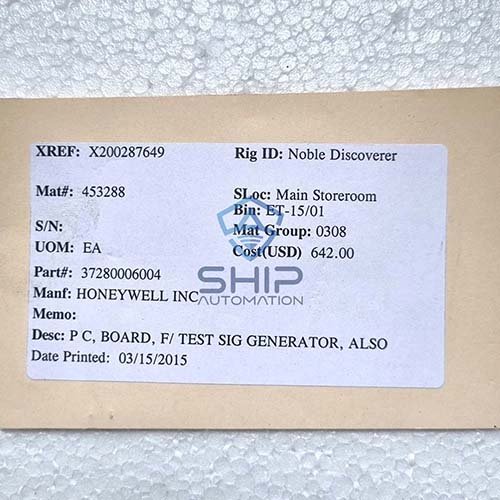 XREF: X200287649 Rig ID: Noble Discoverer
Mat#: 453288 SLoc: Main Storeroom
Bin: ET-15/01
S/N: Mat Group: 0308
UOM: EA Cost(USD) 642.00
Part#: 37280006004
SHIP
AUTOMATION
Manf: HONEYWELL INC
Memo:
Desc: P C, BOARD, F/ TEST SIG GENERATOR, ALSO
Date Printed: 03/15/2015